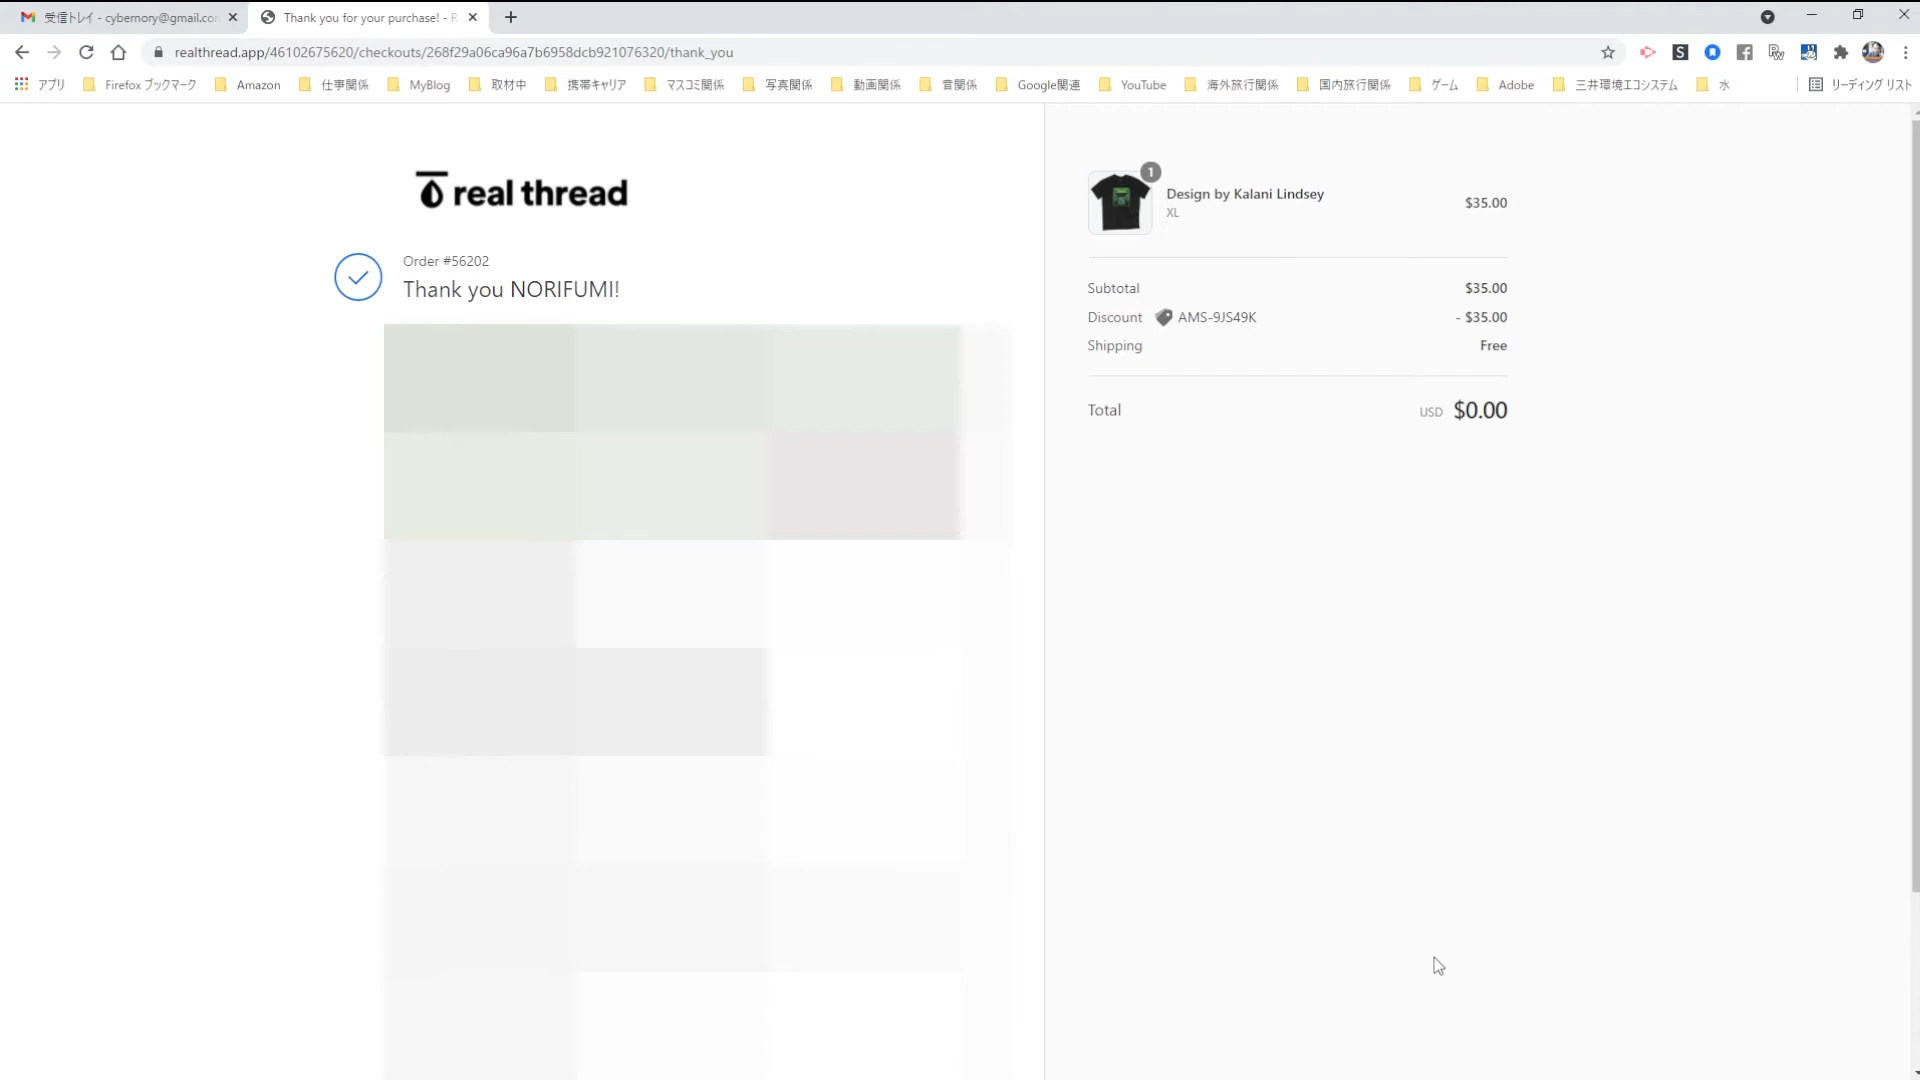 受信トレイ - cybernory@gmail.co
Thank you for your purchase! - R
realthread.app/46102675620/checkouts/268f29a06ca96a7b6958dcb921076320/thank_you
アプリ Firefox ブックマーク Amazon 仕事関係 MyBlog 取材中 携帯キャリア マスコミ関係 写真関係 動画関係 音関係 Google関連 YouTube 海外旅行関係 国内旅行関係 ゲーム Adobe 三井環境エコシステム 水 リーディング リスト
real thread
Order #56202
Thank you NORIFUMI!
1
Design by Kalani Lindsey $35.00
XL
Subtotal $35.00
Discount AMS-9JS49K - $35.00
Shipping Free
Total USD $0.00